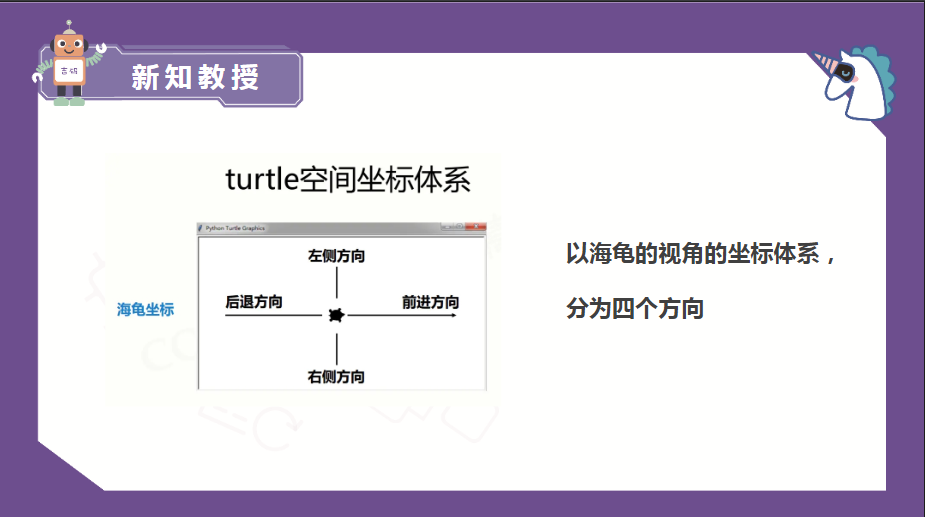 新知教授
turtle空间坐标体系
Python Turtle Graphics
左侧方向
后退方向
前进方向
海龟坐标
右侧方向
以海龟的视角的坐标体系，
分为四个方向